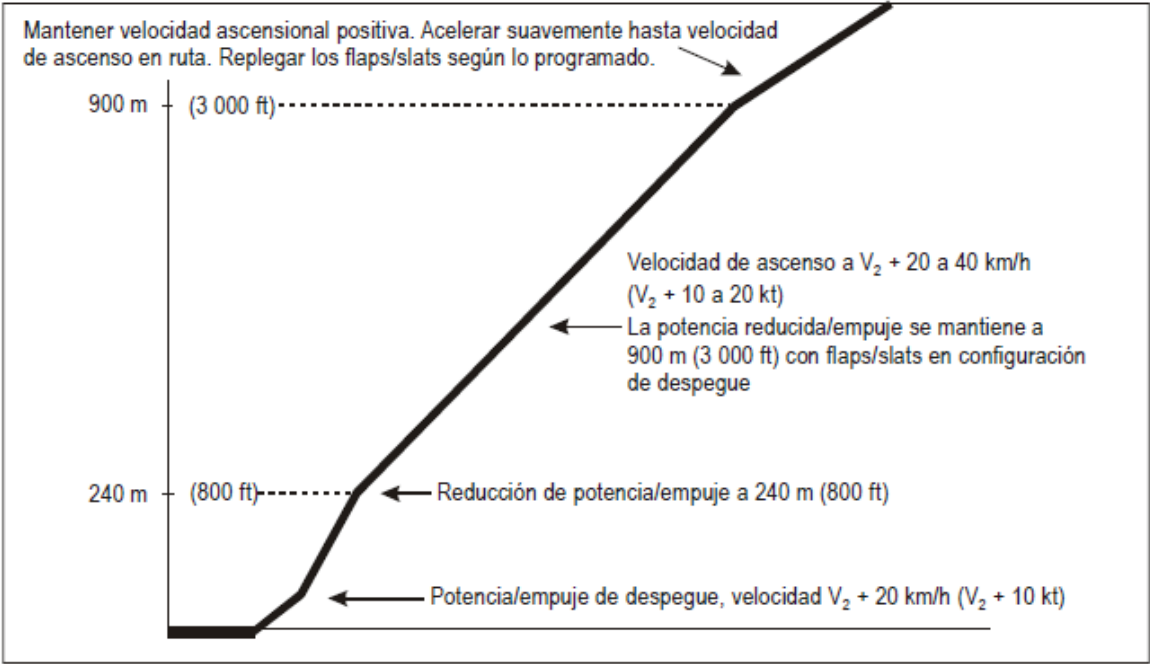 Mantener velocidad ascensional positiva. Acelerar suavemente hasta velocidad
de ascenso en ruta. Replegar los flaps/slats según lo programado.
900 m (3 000 ft)
Velocidad de ascenso a V₂ + 20 a 40 km/h
(V₂ + 10 a 20 kt)
La potencia reducida/empuje se mantiene a
900 m (3 000 ft) con flaps/slats en configuración
de despegue
240 m (800 ft) Reducción de potencia/empuje a 240 m (800 ft)
Potencia/empuje de despegue, velocidad V₂ + 20 km/h (V₂ + 10 kt)